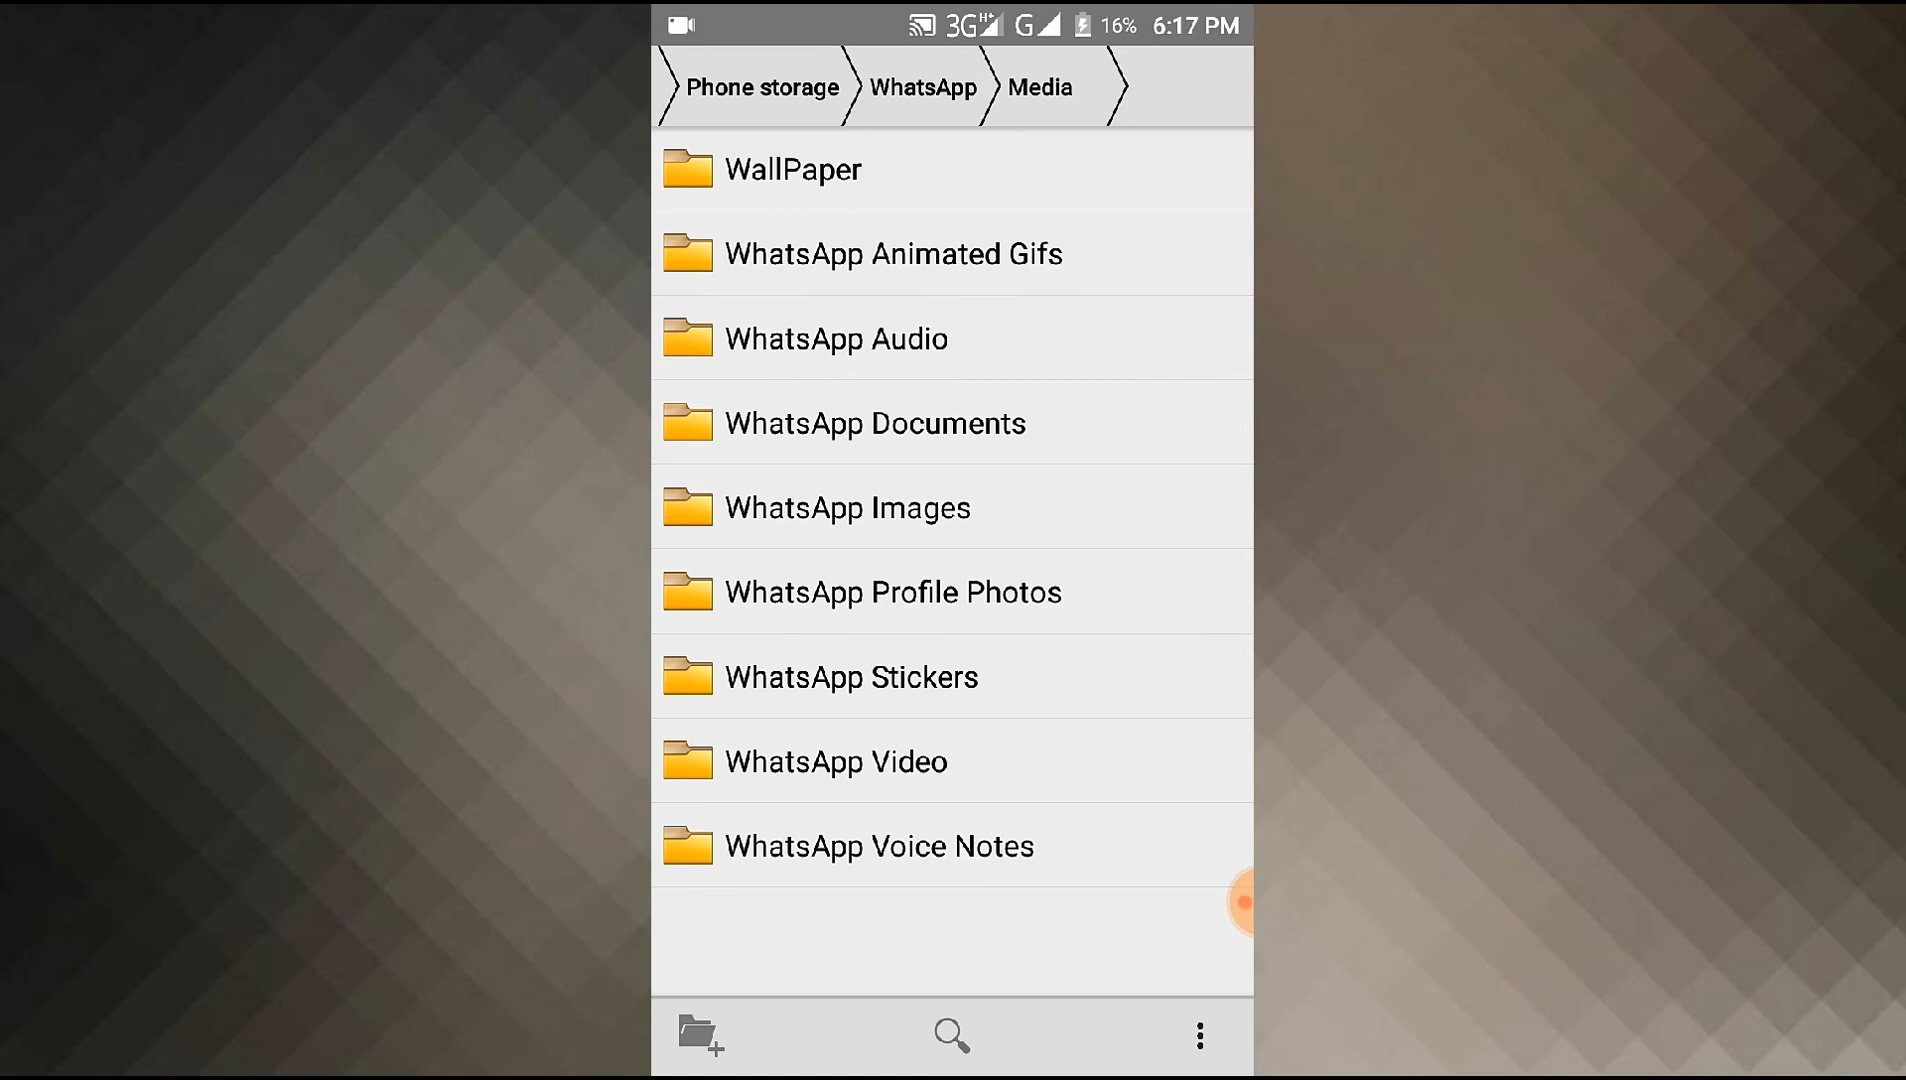 3G H+ G 16% 6:17 PM
Phone storage WhatsApp Media
WallPaper
WhatsApp Animated Gifs
WhatsApp Audio
WhatsApp Documents
WhatsApp Images
WhatsApp Profile Photos
WhatsApp Stickers
WhatsApp Video
WhatsApp Voice Notes